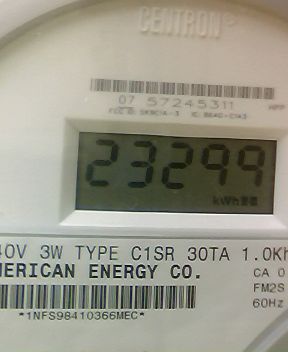 CENTRON®
07 57245311
23299
kWh
40V 3W TYPE C1SR 30TA 1.0Kh
MERICAN ENERGY CO.
CA 0
FM2S
60Hz
*1NFS98410366MEC*